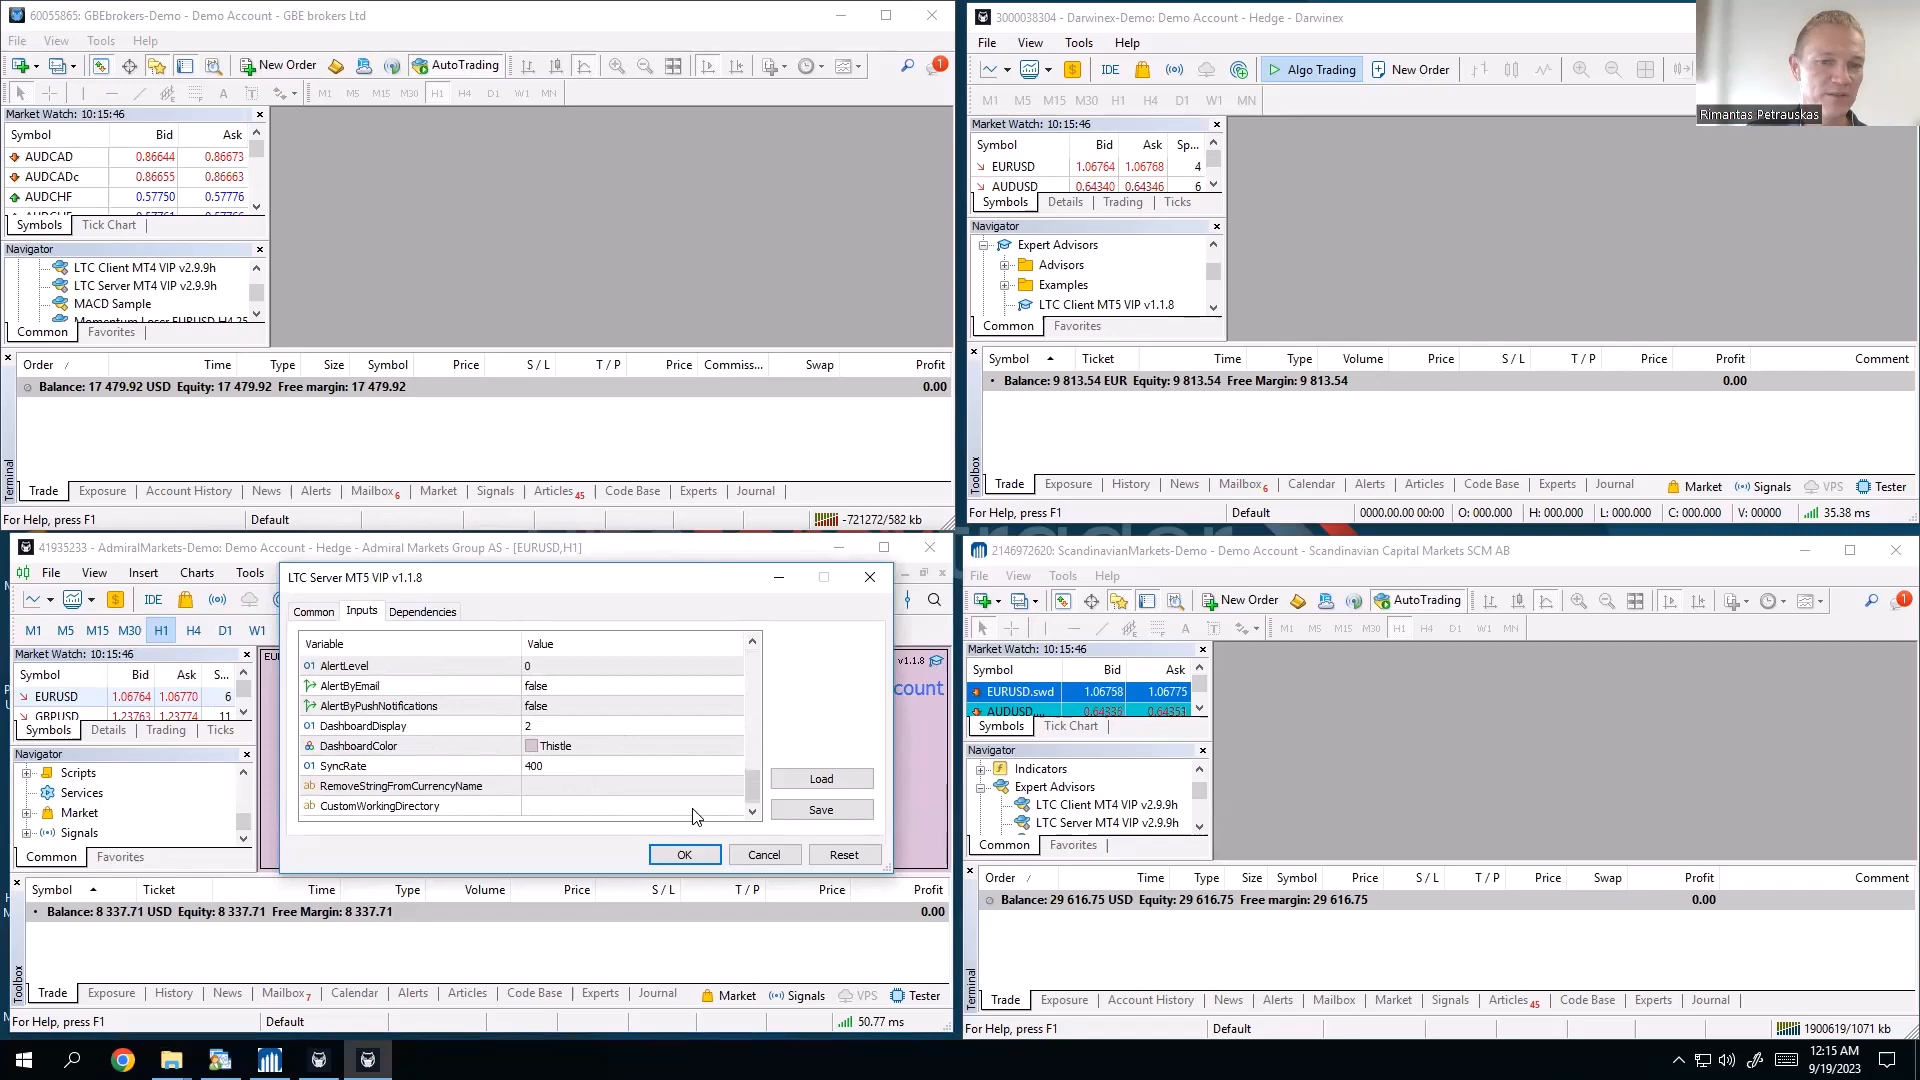 60055865: GBEbrokers-Demo - Demo Account - GBE brokers Ltd
File View Tools Help
New Order AutoTrading 1
M1 M5 M15 M30 H1 H4 D1 W1 MN
Market Watch: 10:15:46
Symbol Bid Ask
AUDCAD 0.86644 0.86673
AUDCADc 0.86655 0.86663
AUDCHF 0.57750 0.57776
Symbols Tick Chart
Navigator
LTC Client MT4 VIP v2.9.9h
LTC Server MT4 VIP v2.9.9h
MACD Sample
Momentum Loser EURUSD H4 25
Common Favorites
Order / Time Type Size Symbol Price S / L T / P Price Commiss... Swap Profit
Balance: 17 479.92 USD Equity: 17 479.92 Free margin: 17 479.92 0.00
Terminal
Trade Exposure Account History News Alerts Mailbox 6 Market Signals Articles 45 Code Base Experts Journal
For Help, press F1 Default -721272/582 kb
3000038304 - Darwinex-Demo: Demo Account - Hedge - Darwinex
File View Tools Help
IDE Algo Trading New Order
M1 M5 M15 M30 H1 H4 D1 W1 MN
Rimantas Petrauskas
Market Watch: 10:15:46
Symbol Bid Ask Sp...
EURUSD 1.06764 1.06768 4
AUDUSD 0.64340 0.64346 6
Symbols Details Trading Ticks
Navigator
Expert Advisors
Advisors
Examples
LTC Client MT5 VIP v1.1.8
Common Favorites
Symbol Ticket Time Type Volume Price S / L T / P Price Profit Comment
Balance: 9 813.54 EUR Equity: 9 813.54 Free Margin: 9 813.54 0.00
Toolbox
Trade Exposure History News Mailbox 6 Calendar Alerts Articles Code Base Experts Journal Market Signals VPS Tester
For Help, press F1 Default 0000.00.00 00:00 O: 000.000 H: 000.000 L: 000.000 C: 000.000 V: 00000 35.38 ms
41935233 - AdmiralMarkets-Demo: Demo Account - Hedge - Admiral Markets Group AS - [EURUSD,H1]
File View Insert Charts Tools
IDE
M1 M5 M15 M30 H1 H4 D1 W1
Market Watch: 10:15:46
Symbol Bid Ask S...
EURUSD 1.06764 1.06770 6
GBPUSD 1.23763 1.23774 11
Symbols Details Trading Ticks
Navigator
Scripts
Services
Market
Signals
Common Favorites
v1.1.8
count
LTC Server MT5 VIP v1.1.8
Common Inputs Dependencies
Variable Value
AlertLevel 0
AlertByEmail false
AlertByPushNotifications false
DashboardDisplay 2
DashboardColor Thistle
SyncRate 400
RemoveStringFromCurrencyName
CustomWorkingDirectory
Load
Save
OK Cancel Reset
Symbol Ticket Time Type Volume Price S / L T / P Price Profit
Balance: 8 337.71 USD Equity: 8 337.71 Free Margin: 8 337.71 0.00
Toolbox
Trade Exposure History News Mailbox 7 Calendar Alerts Articles Code Base Experts Journal Market Signals VPS Tester
For Help, press F1 Default 50.77 ms
2146972620: ScandinavianMarkets-Demo - Demo Account - Scandinavian Capital Markets SCM AB
File View Tools Help
New Order AutoTrading 1
M1 M5 M15 M30 H1 H4 D1 W1 MN
Market Watch: 10:15:46
Symbol Bid Ask
EURUSD.swd 1.06758 1.06775
AUDUSD.... 0.64336 0.64351
Symbols Tick Chart
Navigator
Indicators
Expert Advisors
LTC Client MT4 VIP v2.9.9h
LTC Server MT4 VIP v2.9.9h
Common Favorites
Order / Time Type Size Symbol Price S / L T / P Price Swap Profit Comment
Balance: 29 616.75 USD Equity: 29 616.75 Free margin: 29 616.75 0.00
Terminal
Trade Exposure Account History News Alerts Mailbox Market Signals Articles 45 Code Base Experts Journal
For Help, press F1 Default 1900619/1071 kb
12:15 AM
9/19/2023